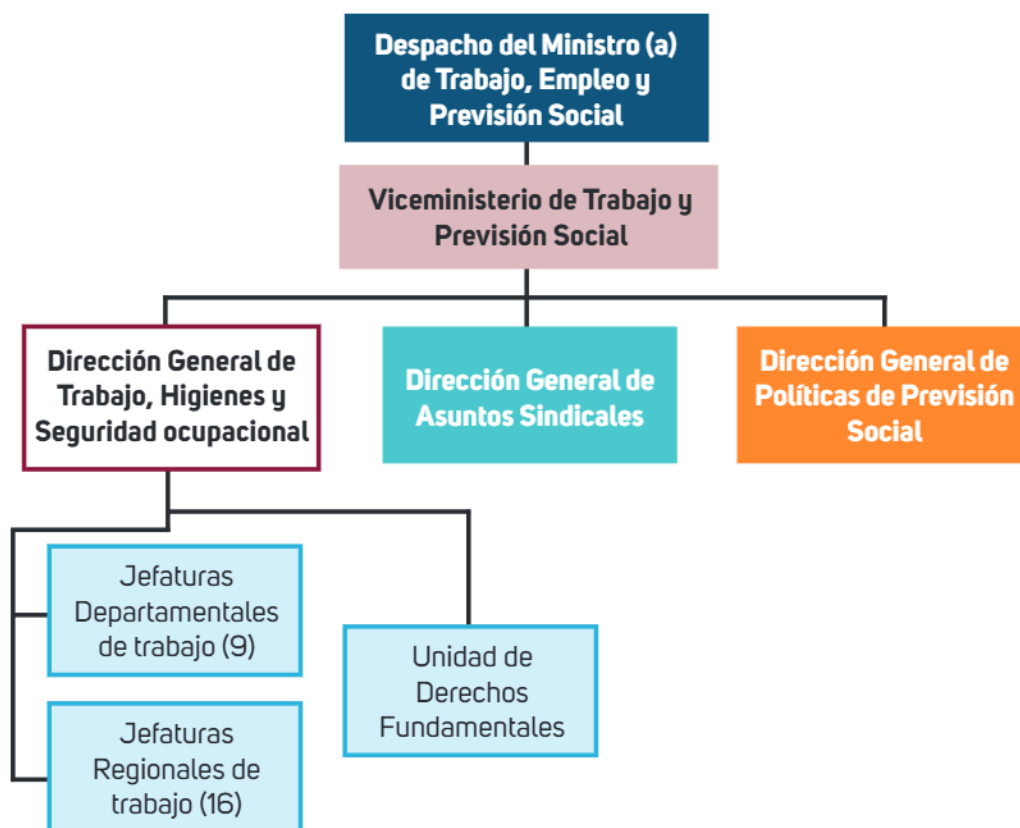 Despacho del Ministro (a)
de Trabajo, Empleo y
Previsión Social
Viceministerio de Trabajo y
Previsión Social
Dirección General de
Trabajo, Higienes y
Seguridad ocupacional
Dirección General de
Asuntos Sindicales
Dirección General de
Políticas de Previsión
Social
Jefaturas
Departamentales
de trabajo (9)
Unidad de
Derechos
Fundamentales
Jefaturas
Regionales de
trabajo (16)